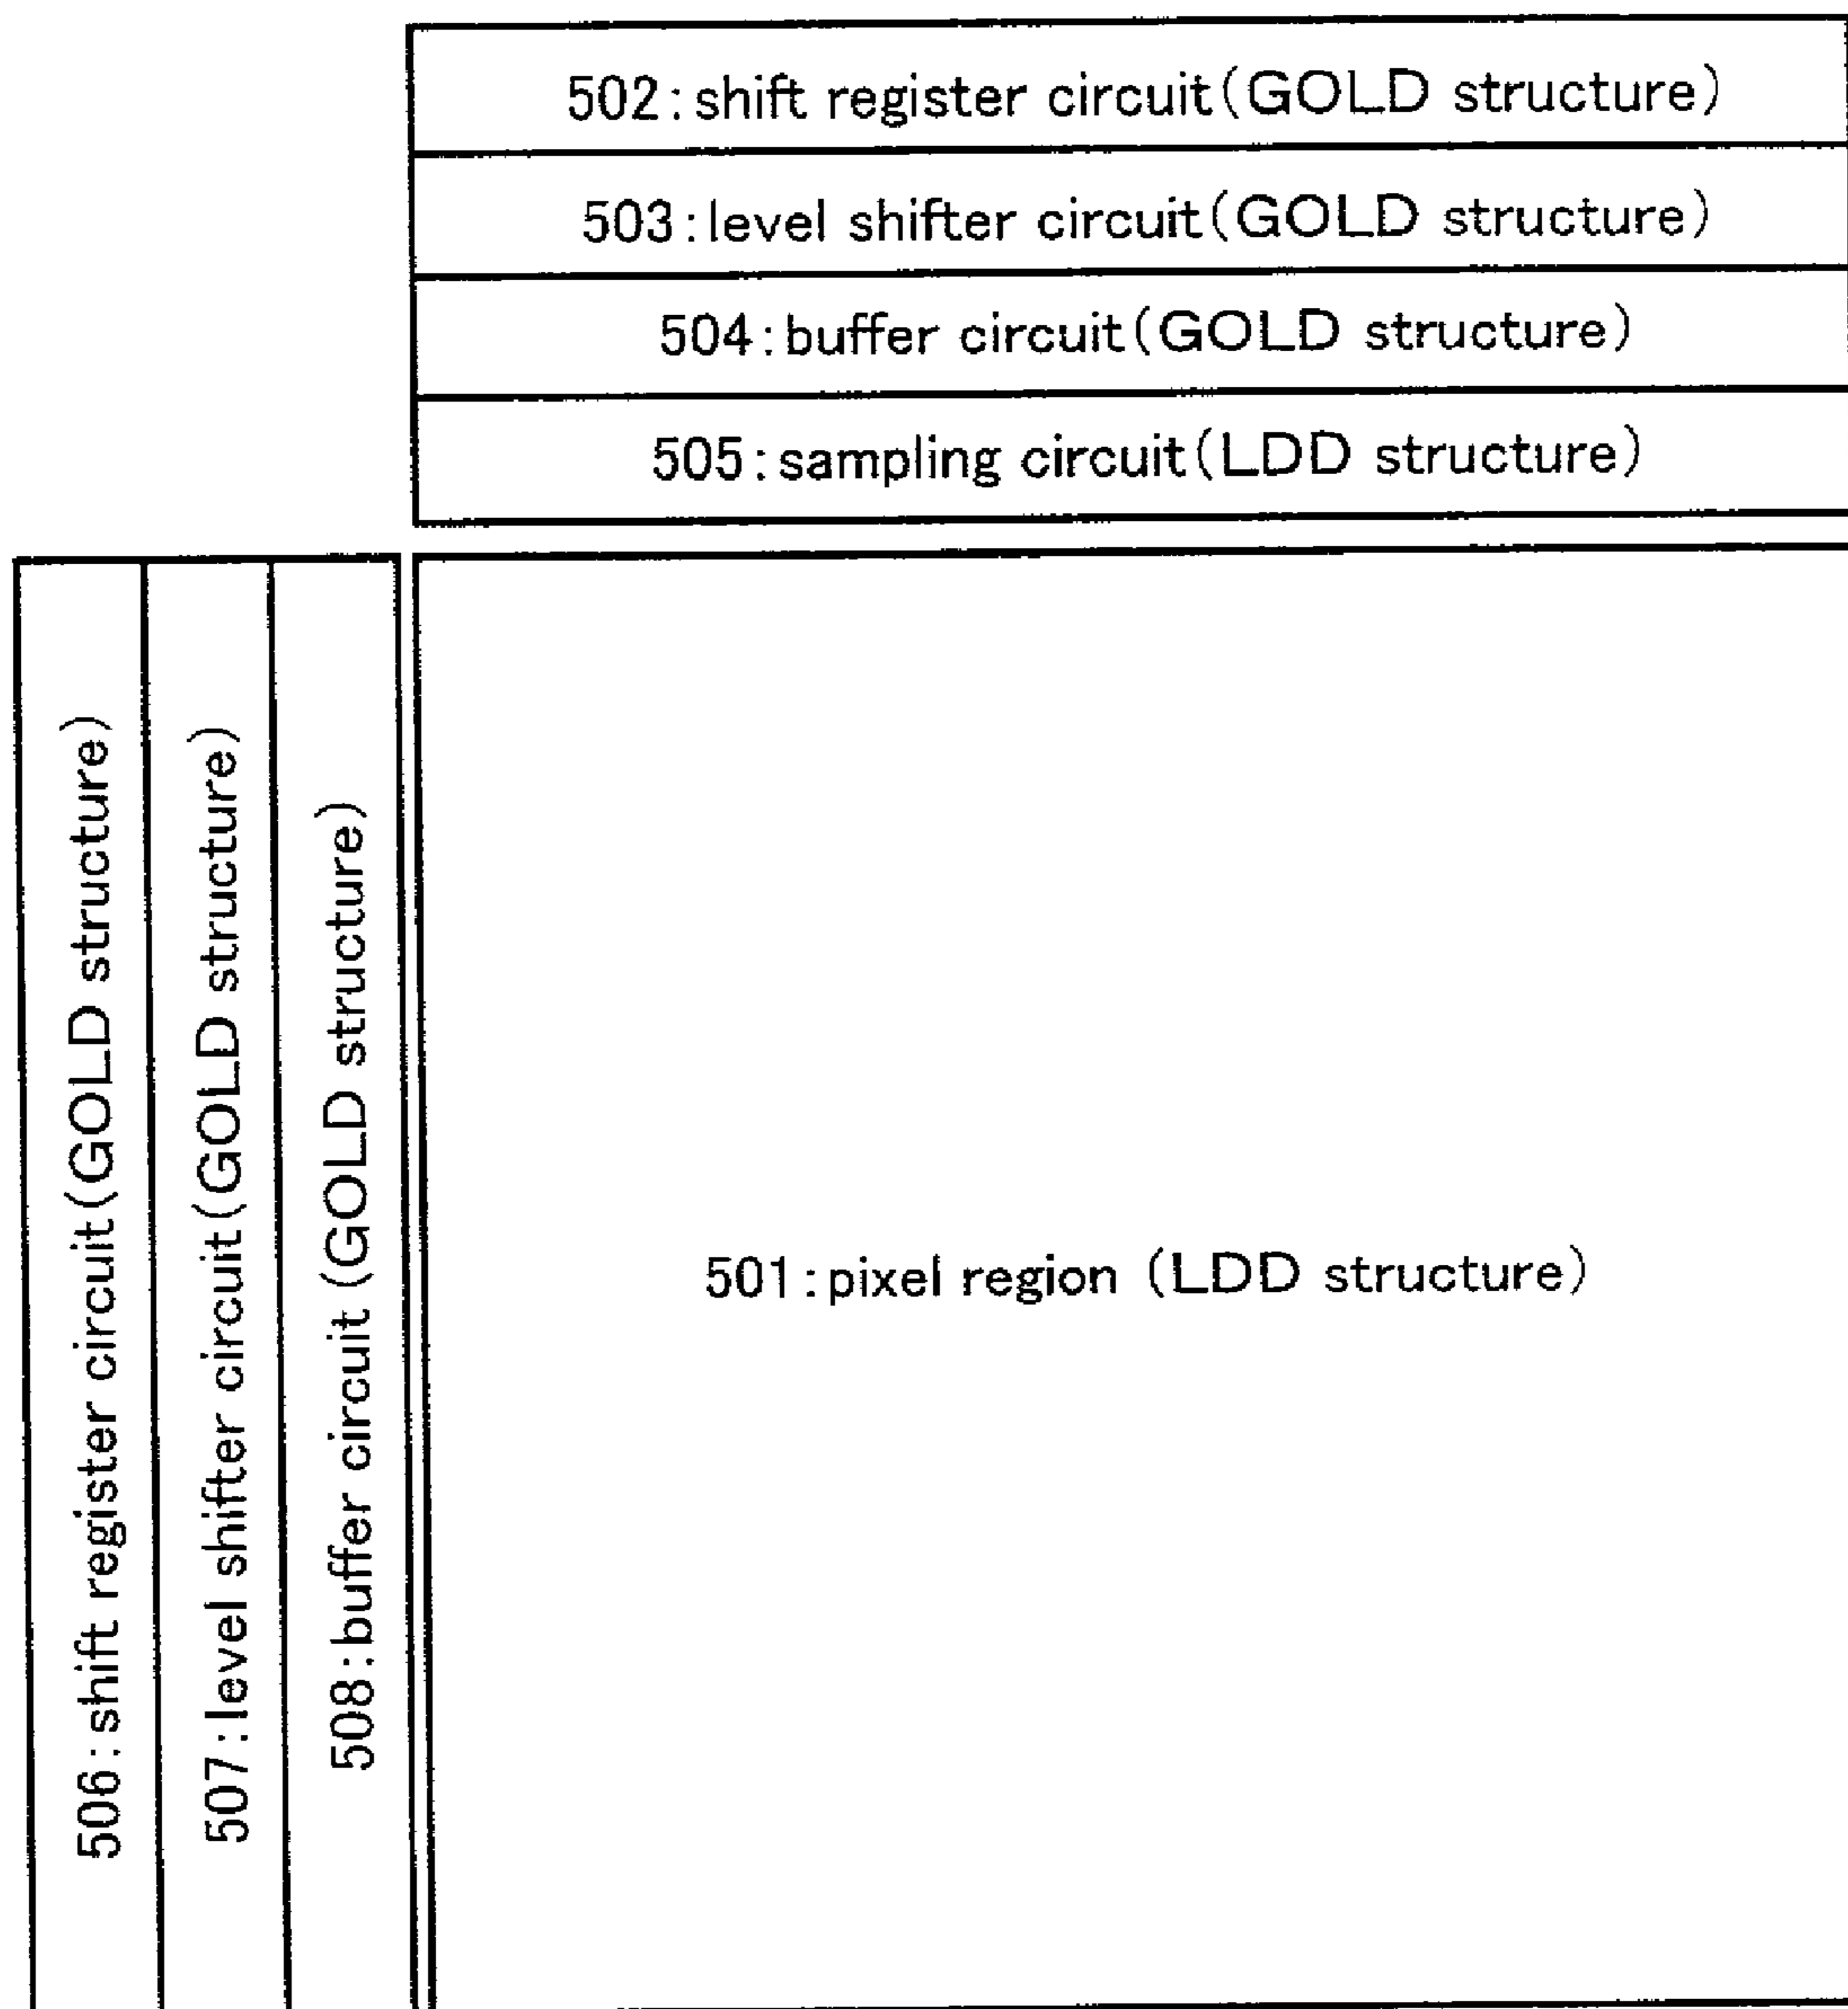 502:shift register circuit(GOLD structure)
503:level shifter circuit(GOLD structure)
504:buffer circuit(GOLD structure)
505:sampling circuit(LDD structure)
506:shift register circuit(GOLD structure)
507:level shifter circuit(GOLD structure)
508:buffer circuit (GOLD structure)
501:pixel region (LDD structure)